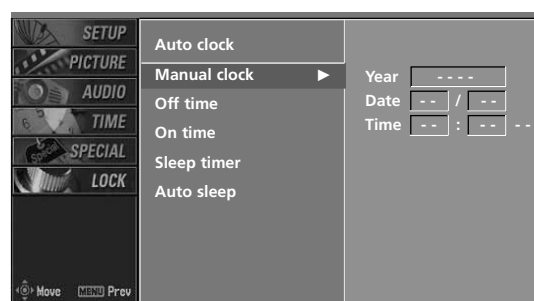 SETUP
PICTURE
AUDIO
TIME
SPECIAL
LOCK
Move MENU Prev
Auto clock
Manual clock ►
Off time
On time
Sleep timer
Auto sleep
Year - - - -
Date - - / - -
Time - - : - - - -